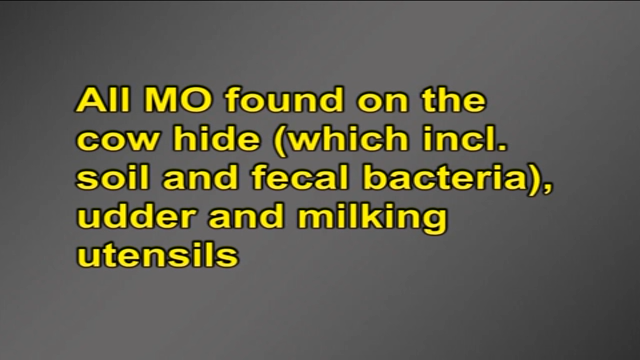 All MO found on the
cow hide (which incl.
soil and fecal bacteria),
udder and milking
utensils